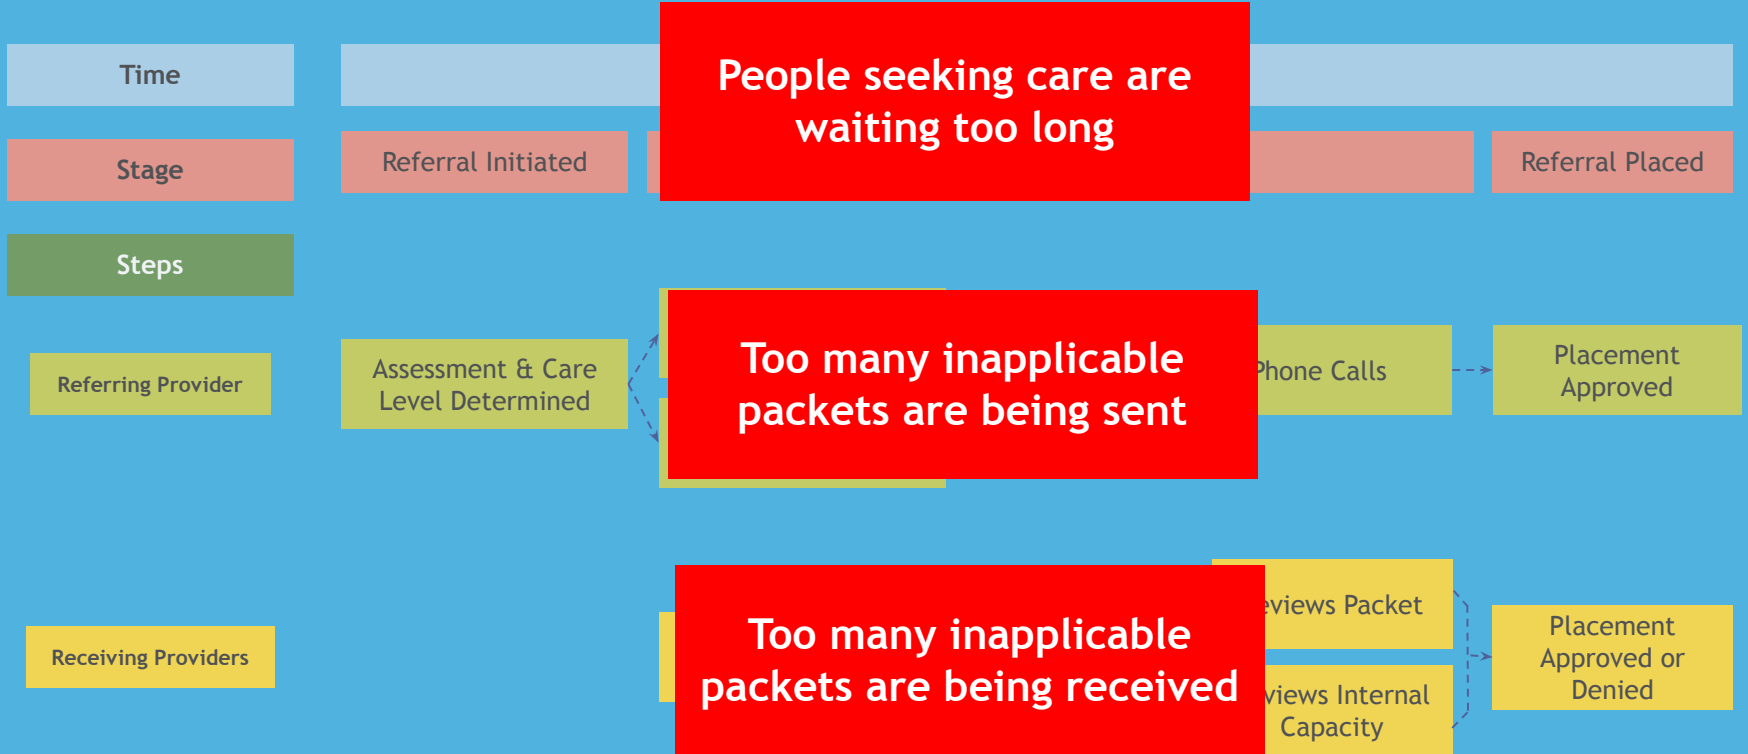 Time
People seeking care are
waiting too long
Stage
Referral Initiated
Referral Placed
Steps
Referring Provider
Assessment & Care
Level Determined
Too many inapplicable
packets are being sent
Phone Calls
Placement
Approved
Receiving Providers
Too many inapplicable
packets are being received
eviews Packet
views Internal
Capacity
Placement
Approved or
Denied